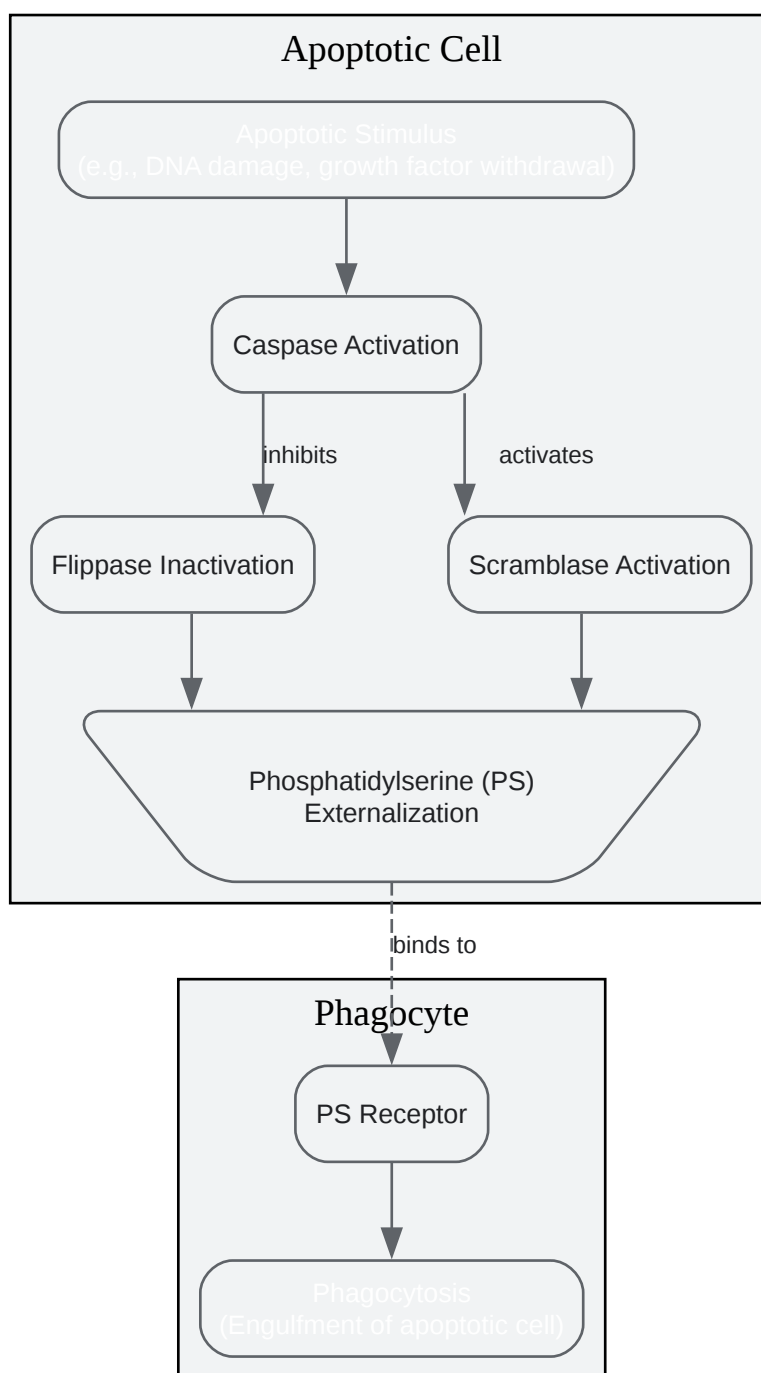 Apoptotic Cell
Apoptotic Stimulus
(e.g., DNA damage, growth factor withdrawal)
Caspase Activation
inhibits
activates
Flippase Inactivation
Scramblase Activation
Phosphatidylserine (PS)
Externalization
binds to
Phagocyte
PS Receptor
Phagocytosis
(Engulfment of apoptotic cell)